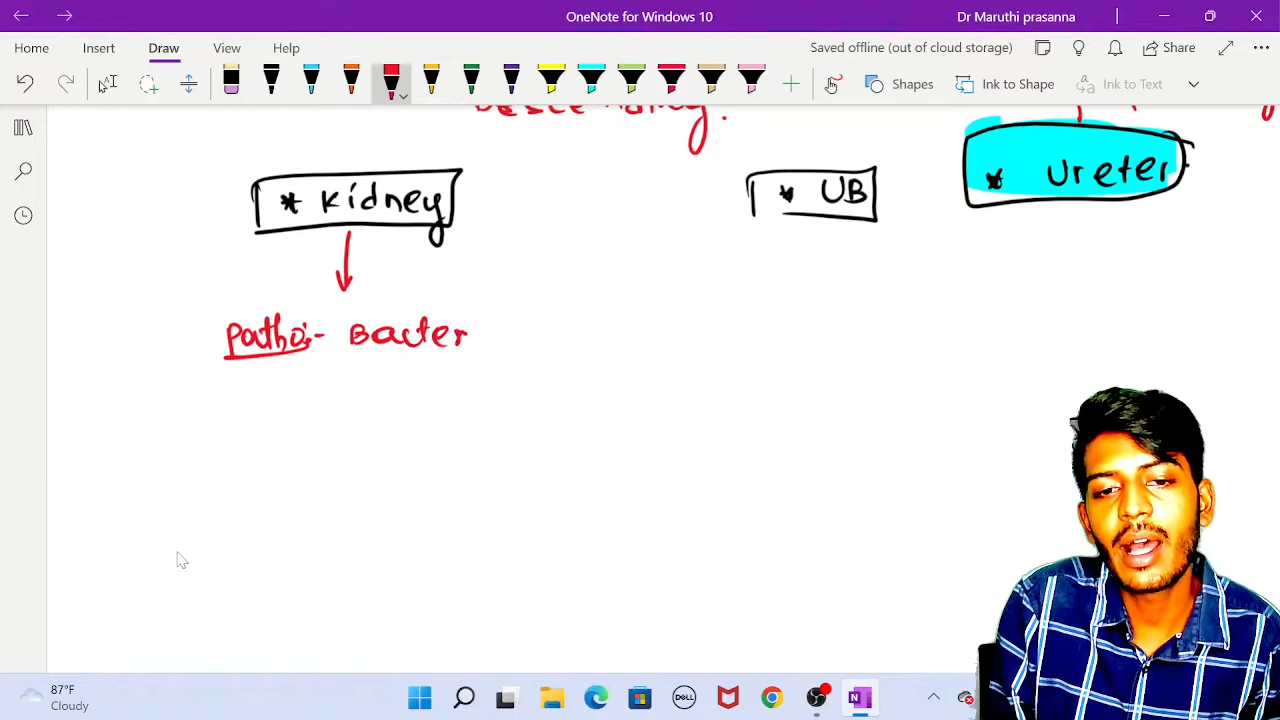 OneNote for Windows 10
Dr Maruthi prasanna
Home Insert Draw View Help
Saved offline (out of cloud storage)
Share
Shapes
Ink to Shape
Ink to Text
* Kidney
* UB
* Ureter
Patho:- Bacter
87°F
Cloudy
DELL
N